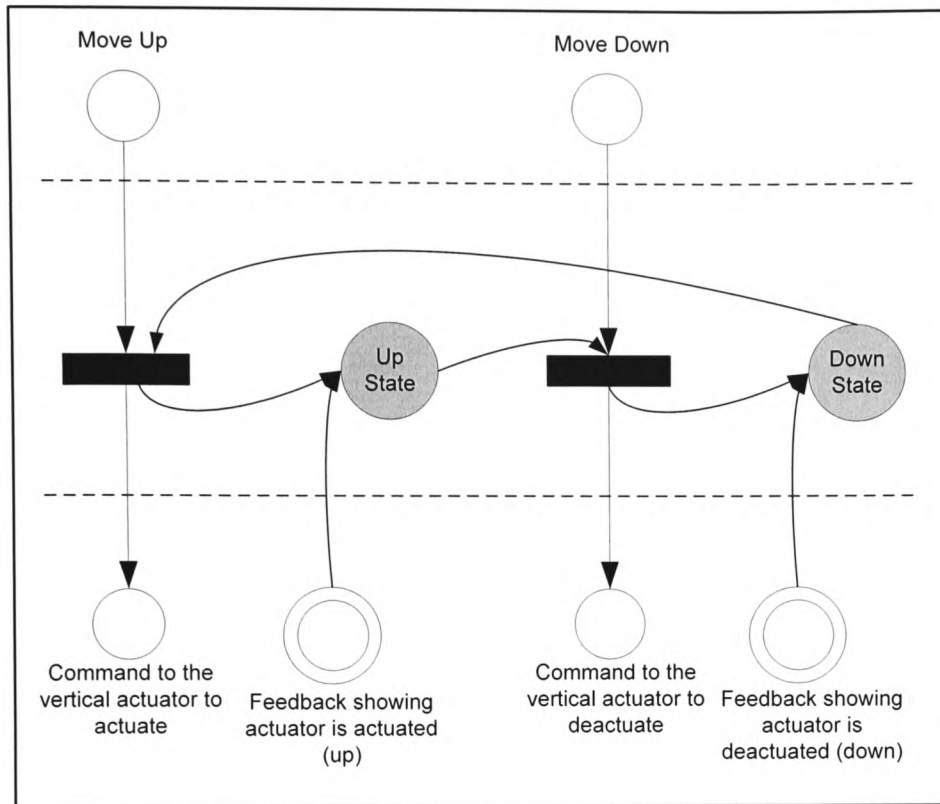 Move Up
Move Down
Up
State
Down
State
Command to the
vertical actuator to
actuate
Feedback showing
actuator is actuated
(up)
Command to the
vertical actuator to
deactuate
Feedback showing
actuator is
deactuated (down)